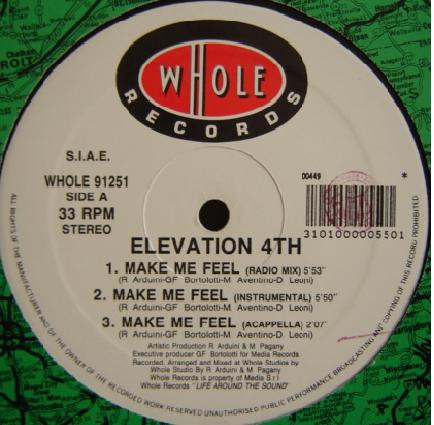 WHOLE
RECORDS
S.I.A.E.
WHOLE 91251
SIDE A
33 RPM
STEREO
00449
*
3101000005501
ELEVATION 4TH
1. MAKE ME FEEL (RADIO MIX) 5'53"
(R Arduini-GF Bortolotti-M Aventino-D Leoni)
2. MAKE ME FEEL (INSTRUMENTAL) 5'50"
(R Arduini-GF Bortolotti-M Aventino-D Leoni)
3. MAKE ME FEEL (ACAPPELLA) 2'07"
(R Arduini-GF Bortolotti-M Aventino-D Leoni)
Artistic Production R. Arduini & M. Pagany
Executive producer GF Bortolotti for Media Records
Recorded, Arranged and Mixed at Whole Studios by
Whole Studio By R Arduini & M. Pagany
Whole Records is property of Media S.r.l
Whole Records "LIFE AROUND THE SOUND"
ALL RIGHTS OF THE MANUFACTURER AND OF THE OWNER OF THE RECORDED WORK RESERVED UNAUTHORISED PUBLIC PERFORMANCE BROADCASTING AND COPYING OF THIS RECORD PROHIBITED